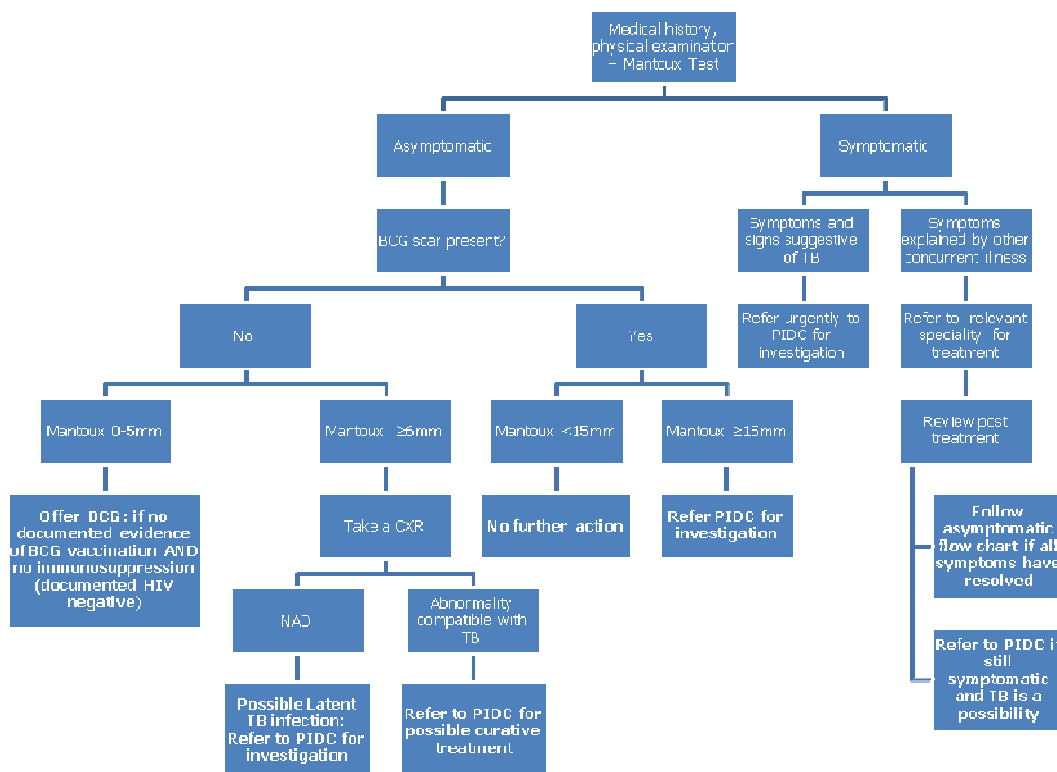 Medical history,
physical examination
– Mantoux Test
Asymptomatic
Symptomatic
BCG scar present?
Symptoms and
signs suggestive
of TB
Symptoms
explained by other
concurrent illness
No
Yes
Refer urgently to
PIDC for
investigation
Refer to relevant
speciality for
treatment
Mantoux 0-5mm
Mantoux ≥6mm
Mantoux <15mm
Mantoux ≥15mm
Review post
treatment
Offer BCG: if no
documented evidence
of BCG vaccination AND
no immunosuppression
(documented HIV
negative)
Take a CXR
No further action
Refer PIDC for
investigation
Follow
asymptomatic
flow chart if all
symptoms have
resolved
NAD
Abnormality
compatible with
TB
Refer to PIDC if
still
symptomatic
and TB is a
possibility
Possible Latent
TB infection:
Refer to PIDC for
investigation
Refer to PIDC for
possible curative
treatment